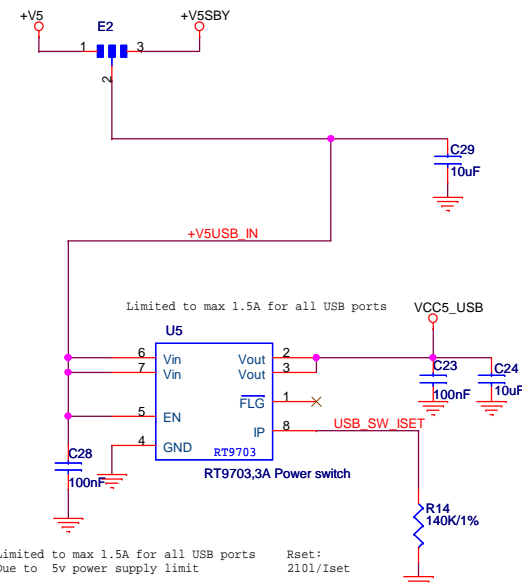 +V5
+V5SBY
E2
1
3
2
C29
10uF
+V5USB_IN
Limited to max 1.5A for all USB ports
VCC5_USB
U5
6
Vin
Vout
2
7
Vin
Vout
3
C23
100nF
C24
10uF
FLG
1
5
EN
IP
8
USB_SW_ISET
4
GND
RT9703
C28
100nF
RT9703,3A Power switch
R14
140K/1%
Limited to max 1.5A for all USB ports
Due to 5v power supply limit
Rset:
2101/Iset